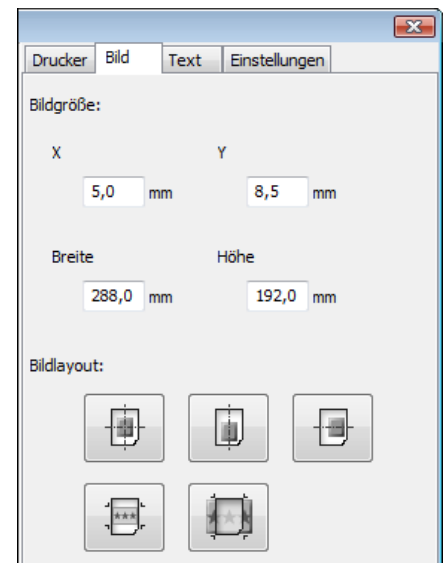 Drucker Bild Text Einstellungen
Bildgröße:
X Y
5,0 mm 8,5 mm
Breite Höhe
288,0 mm 192,0 mm
Bildlayout: